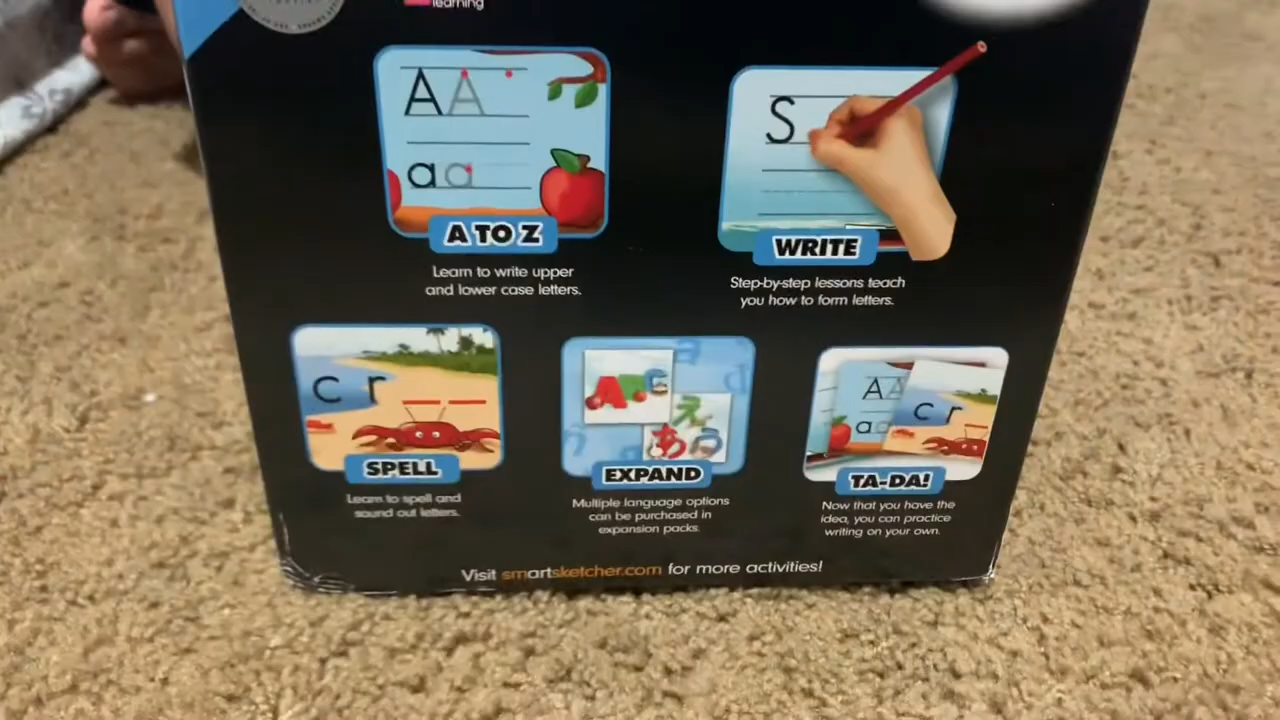 learning
A A
a a
A TO Z
Learn to write upper
and lower case letters.
S
WRITE
Step-by-step lessons teach
you how to form letters.
c r
SPELL
Learn to spell and
sound out letters.
A
え
あ
EXPAND
Multiple language options
can be purchased in
expansion packs.
A A
a a
c r
TA-DA!
Now that you have the
idea, you can practice
writing on your own.
Visit smartsketcher.com for more activities!